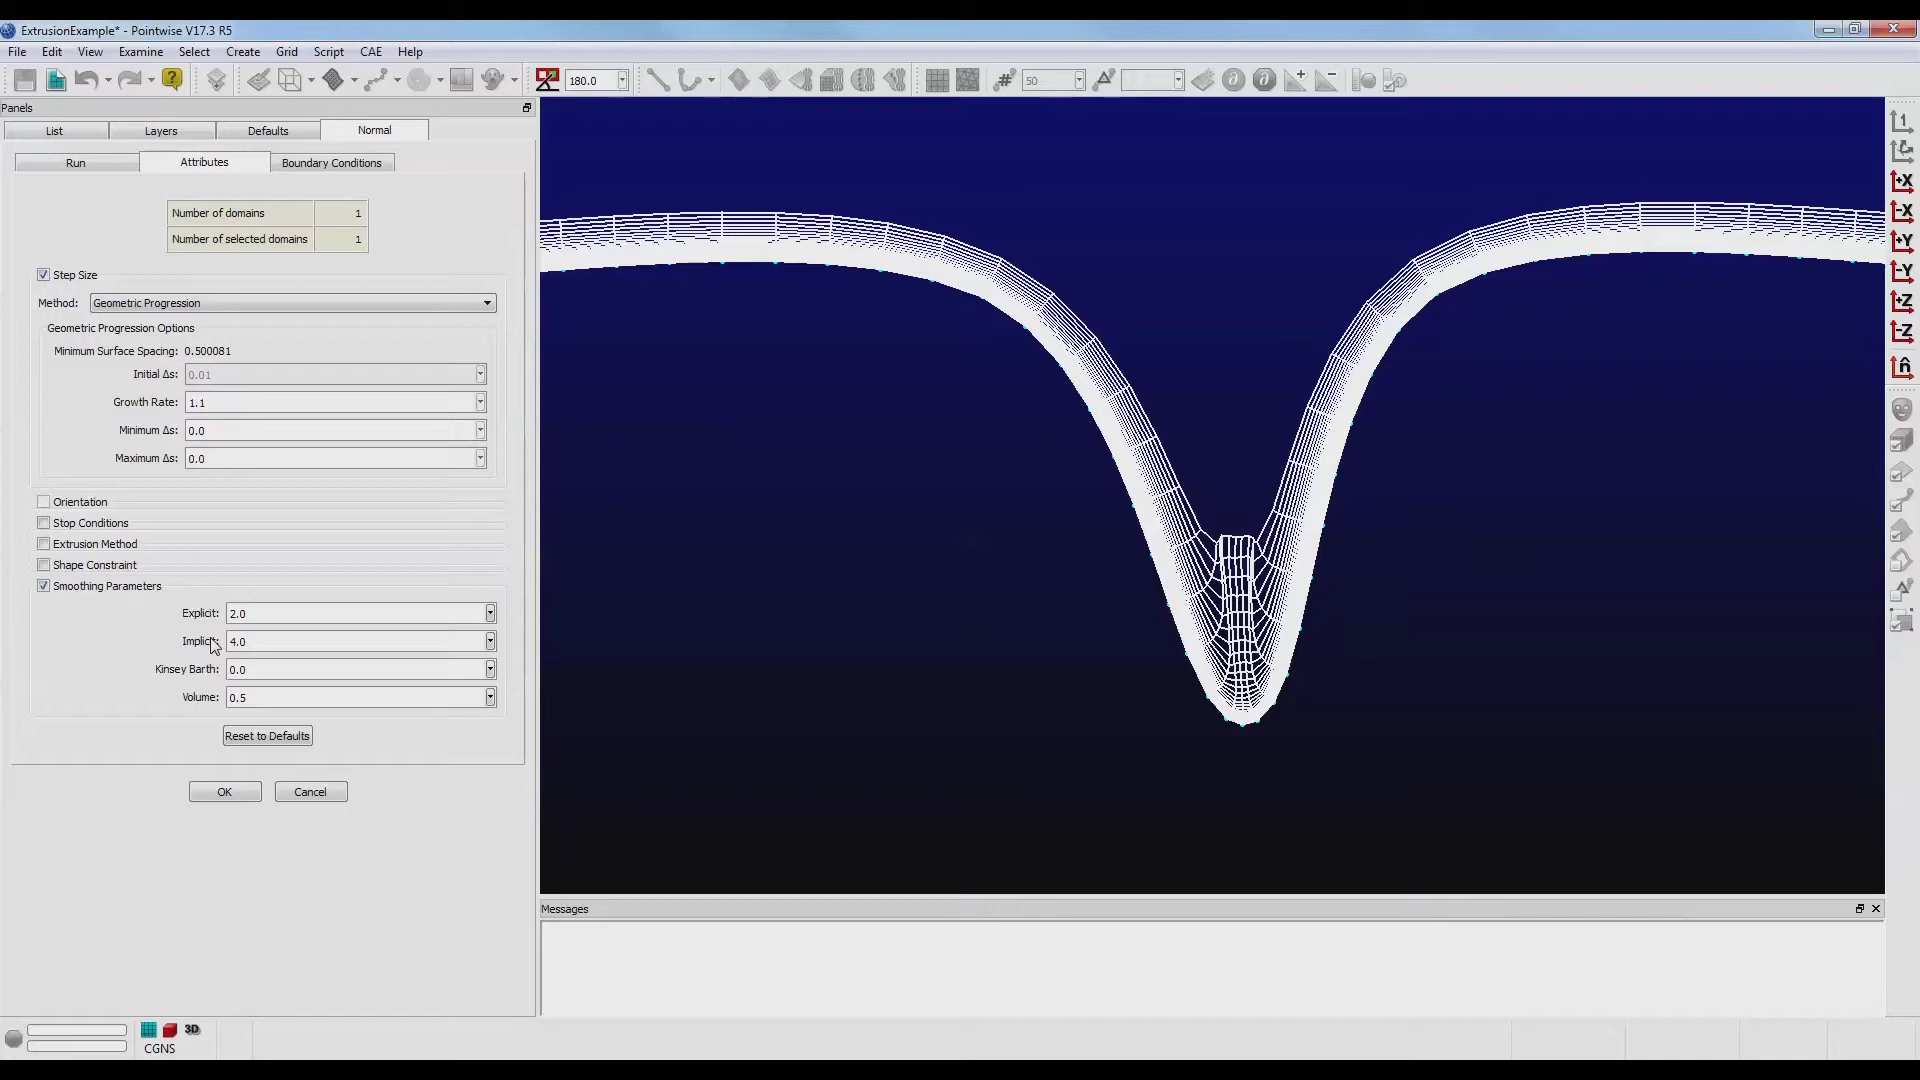 ExtrusionExample* - Pointwise V17.3 R5
File Edit View Examine Select Create Grid Script CAE Help
180.0
50
Panels
List Layers Defaults Normal
Run Attributes Boundary Conditions
Number of domains 1
Number of selected domains 1
Step Size
Method: Geometric Progression
Geometric Progression Options
Minimum Surface Spacing: 0.500081
Initial Δs: 0.01
Growth Rate: 1.1
Minimum Δs: 0.0
Maximum Δs: 0.0
Orientation
Stop Conditions
Extrusion Method
Shape Constraint
Smoothing Parameters
Explicit: 2.0
Implicit: 4.0
Kinsey Barth: 0.0
Volume: 0.5
Reset to Defaults
OK Cancel
Messages
3D
CGNS
1
+X
-X
+Y
-Y
+Z
-Z
n̂